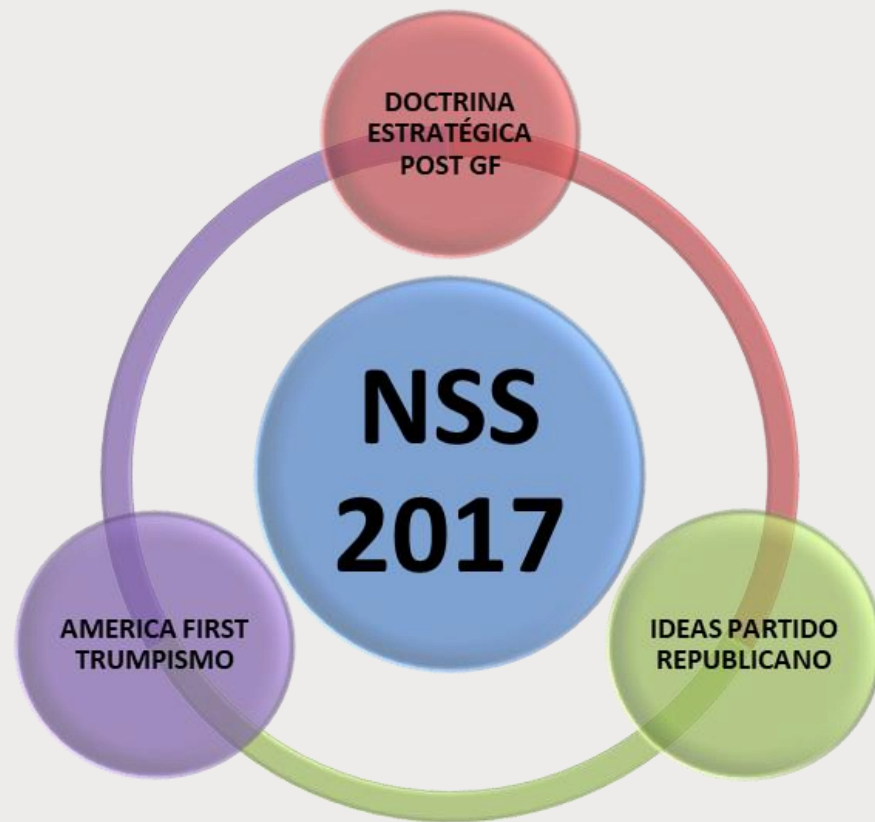 DOCTRINA
ESTRATÉGICA
POST GF
NSS
2017
AMERICA FIRST
TRUMPISMO
IDEAS PARTIDO
REPUBLICANO